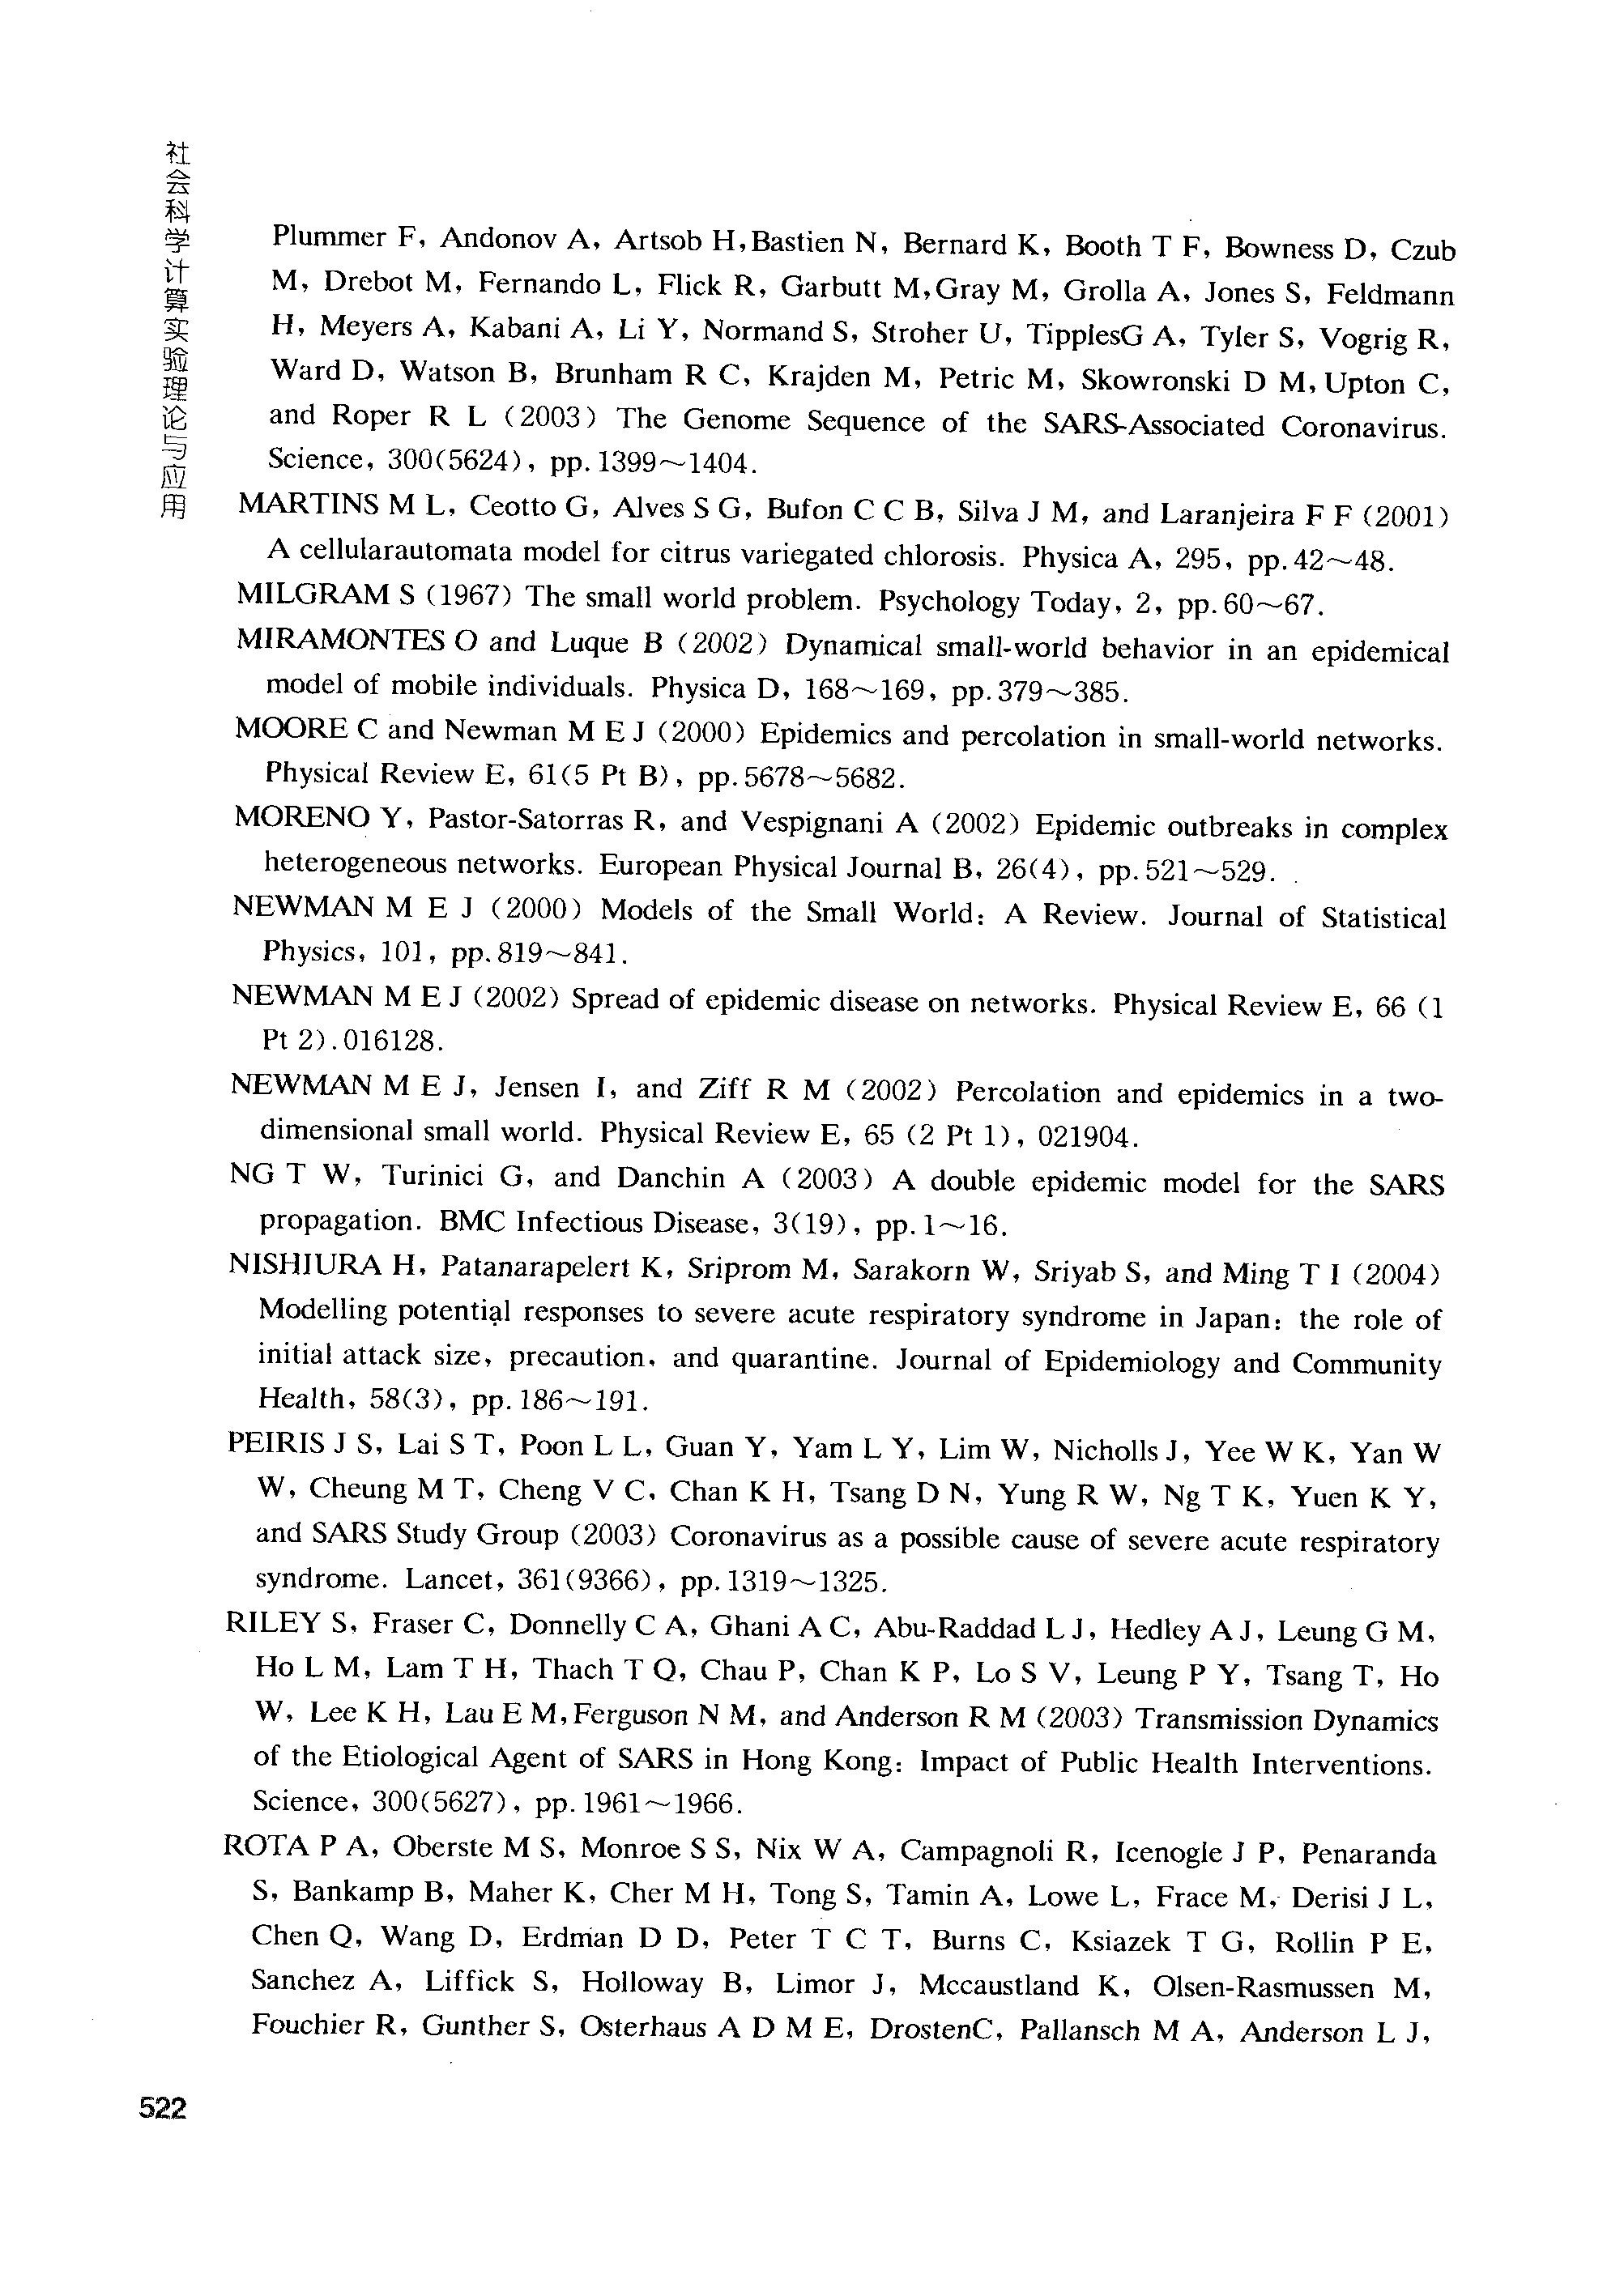 社会科学计算实验理论与应用
Plummer F, Andonov A, Artsob H,Bastien N, Bernard K, Booth T F, Bowness D, Czub
M, Drebot M, Fernando L, Flick R, Garbutt M,Gray M, Grolla A, Jones S, Feldmann
H, Meyers A, Kabani A, Li Y, Normand S, Stroher U, TipplesG A, Tyler S, Vogrig R,
Ward D, Watson B, Brunham R C, Krajden M, Petric M, Skowronski D M, Upton C,
and Roper R L (2003) The Genome Sequence of the SARS-Associated Coronavirus.
Science, 300(5624), pp.1399～1404.
MARTINS M L, Ceotto G, Alves S G, Bufon C C B, Silva J M, and Laranjeira F F (2001)
A cellularautomata model for citrus variegated chlorosis. Physica A, 295, pp.42～48.
MILGRAM S (1967) The small world problem. Psychology Today, 2, pp.60～67.
MIRAMONTES O and Luque B (2002) Dynamical small-world behavior in an epidemical
model of mobile individuals. Physica D, 168～169, pp.379～385.
MOORE C and Newman M E J (2000) Epidemics and percolation in small-world networks.
Physical Review E, 61(5 Pt B), pp.5678～5682.
MORENO Y, Pastor-Satorras R, and Vespignani A (2002) Epidemic outbreaks in complex
heterogeneous networks. European Physical Journal B, 26(4), pp.521～529.
NEWMAN M E J (2000) Models of the Small World: A Review. Journal of Statistical
Physics, 101, pp.819～841.
NEWMAN M E J (2002) Spread of epidemic disease on networks. Physical Review E, 66 (1
Pt 2).016128.
NEWMAN M E J, Jensen I, and Ziff R M (2002) Percolation and epidemics in a two-
dimensional small world. Physical Review E, 65 (2 Pt 1), 021904.
NG T W, Turinici G, and Danchin A (2003) A double epidemic model for the SARS
propagation. BMC Infectious Disease, 3(19), pp.1～16.
NISHIURA H, Patanarapelert K, Sriprom M, Sarakorn W, Sriyab S, and Ming T I (2004)
Modelling potential responses to severe acute respiratory syndrome in Japan: the role of
initial attack size, precaution, and quarantine. Journal of Epidemiology and Community
Health, 58(3), pp.186～191.
PEIRIS J S, Lai S T, Poon L L, Guan Y, Yam L Y, Lim W, Nicholls J, Yee W K, Yan W
W, Cheung M T, Cheng V C, Chan K H, Tsang D N, Yung R W, Ng T K, Yuen K Y,
and SARS Study Group (2003) Coronavirus as a possible cause of severe acute respiratory
syndrome. Lancet, 361(9366), pp.1319～1325.
RILEY S, Fraser C, Donnelly C A, Ghani A C, Abu-Raddad L J, Hedley A J, Leung G M,
Ho L M, Lam T H, Thach T Q, Chau P, Chan K P, Lo S V, Leung P Y, Tsang T, Ho
W, Lee K H, Lau E M,Ferguson N M, and Anderson R M (2003) Transmission Dynamics
of the Etiological Agent of SARS in Hong Kong: Impact of Public Health Interventions.
Science, 300(5627), pp.1961～1966.
ROTA P A, Oberste M S, Monroe S S, Nix W A, Campagnoli R, Icenogle J P, Penaranda
S, Bankamp B, Maher K, Cher M H, Tong S, Tamin A, Lowe L, Frace M, Derisi J L,
Chen Q, Wang D, Erdman D D, Peter T C T, Burns C, Ksiazek T G, Rollin P E,
Sanchez A, Liffick S, Holloway B, Limor J, Mccaustland K, Olsen-Rasmussen M,
Fouchier R, Gunther S, Osterhaus A D M E, DrostenC, Pallansch M A, Anderson L J,
522